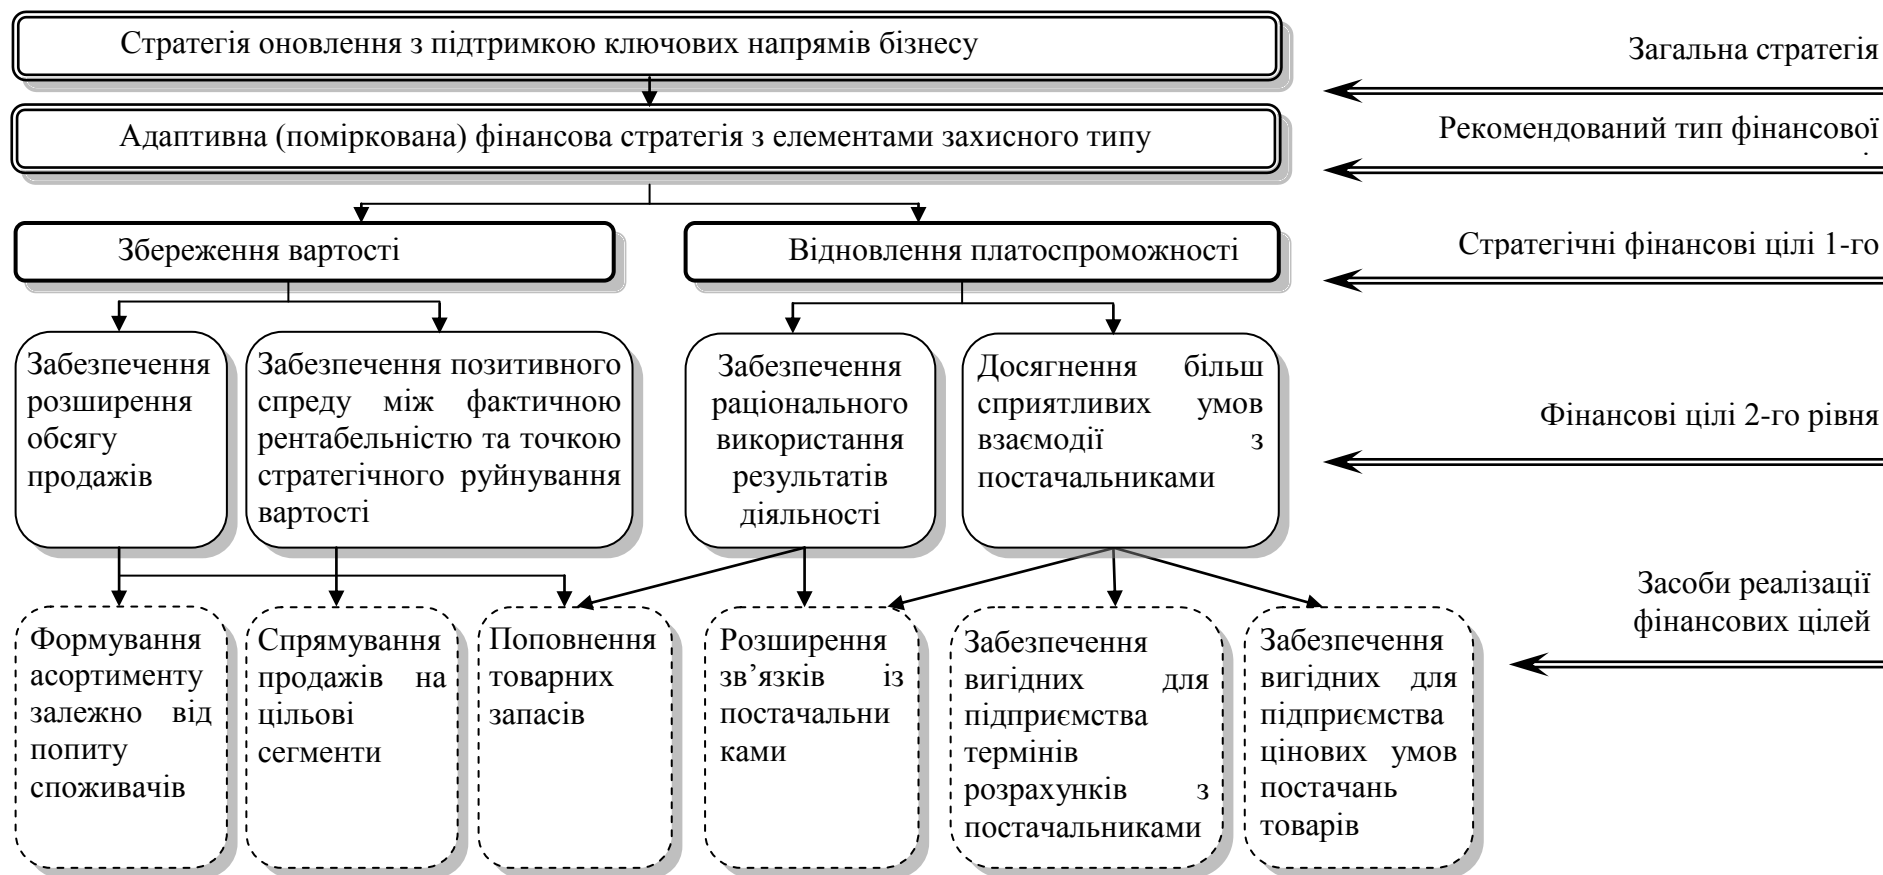 Стратегія оновлення з підтримкою ключових напрямів бізнесу
Загальна стратегія
Адаптивна (поміркована) фінансова стратегія з елементами захисного типу
Рекомендований тип фінансової
Збереження вартості
Відновлення платоспроможності
Стратегічні фінансові цілі 1-го
Забезпечення
розширення
обсягу
продажів
Забезпечення позитивного
спреду між фактичною
рентабельністю та точкою
стратегічного руйнування
вартості
Забезпечення
раціонального
використання
результатів
діяльності
Досягнення більш
сприятливих умов
взаємодії з
постачальниками
Фінансові цілі 2-го рівня
Формування
асортименту
залежно від
попиту
споживачів
Спрямування
продажів на
цільові
сегменти
Поповнення
товарних
запасів
Розширення
зв’язків із
постачальни
ками
Забезпечення
вигідних для
підприємства
термінів
розрахунків з
постачальниками
Забезпечення
вигідних для
підприємства
цінових умов
постачань
товарів
Засоби реалізації
фінансових цілей